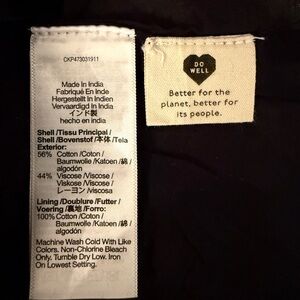 CKP473031911
Made In India
Fabriqué En Inde
Hergestellt in Indien
Vervaardigd In India
インド製
hecho en india
Shell /Tissu Principal /
Shell /Bovenstof /本体 /Tela
Exterior:
56% Cotton /Coton /
Baumwolle /Katoen /綿 /
algodón
44% Viscose /Viscose /
Viskose /Viscose /
レーヨン /Viscosa
Lining /Doublure /Futter /
Voering /裏地 /Forro:
100% Cotton /Coton /
Baumwolle /Katoen /綿 /
algodón
Machine Wash Cold With Like
Colors. Non-Chlorine Bleach
Only. Tumble Dry Low. Iron
On Lowest Setting.
DO
WELL
Better for the
planet, better for
its people.